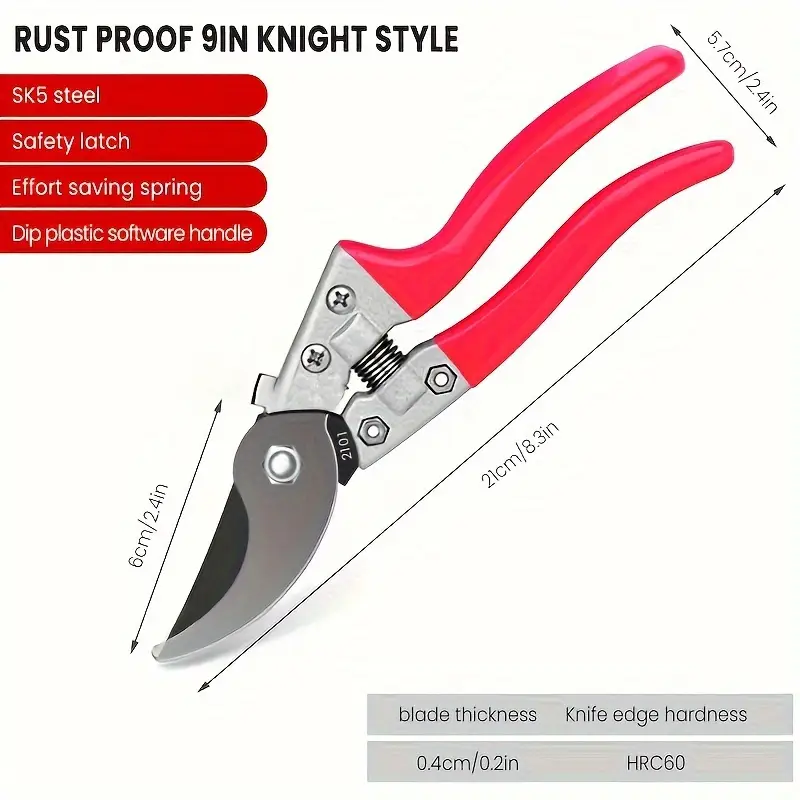 RUST PROOF 9IN KNIGHT STYLE
SK5 steel
Safety latch
Effort saving spring
Dip plastic software handle
5.7cm/2.4in
21cm/8.3in
6cm/2.4in
2101
blade thickness Knife edge hardness
0.4cm/0.2in HRC60